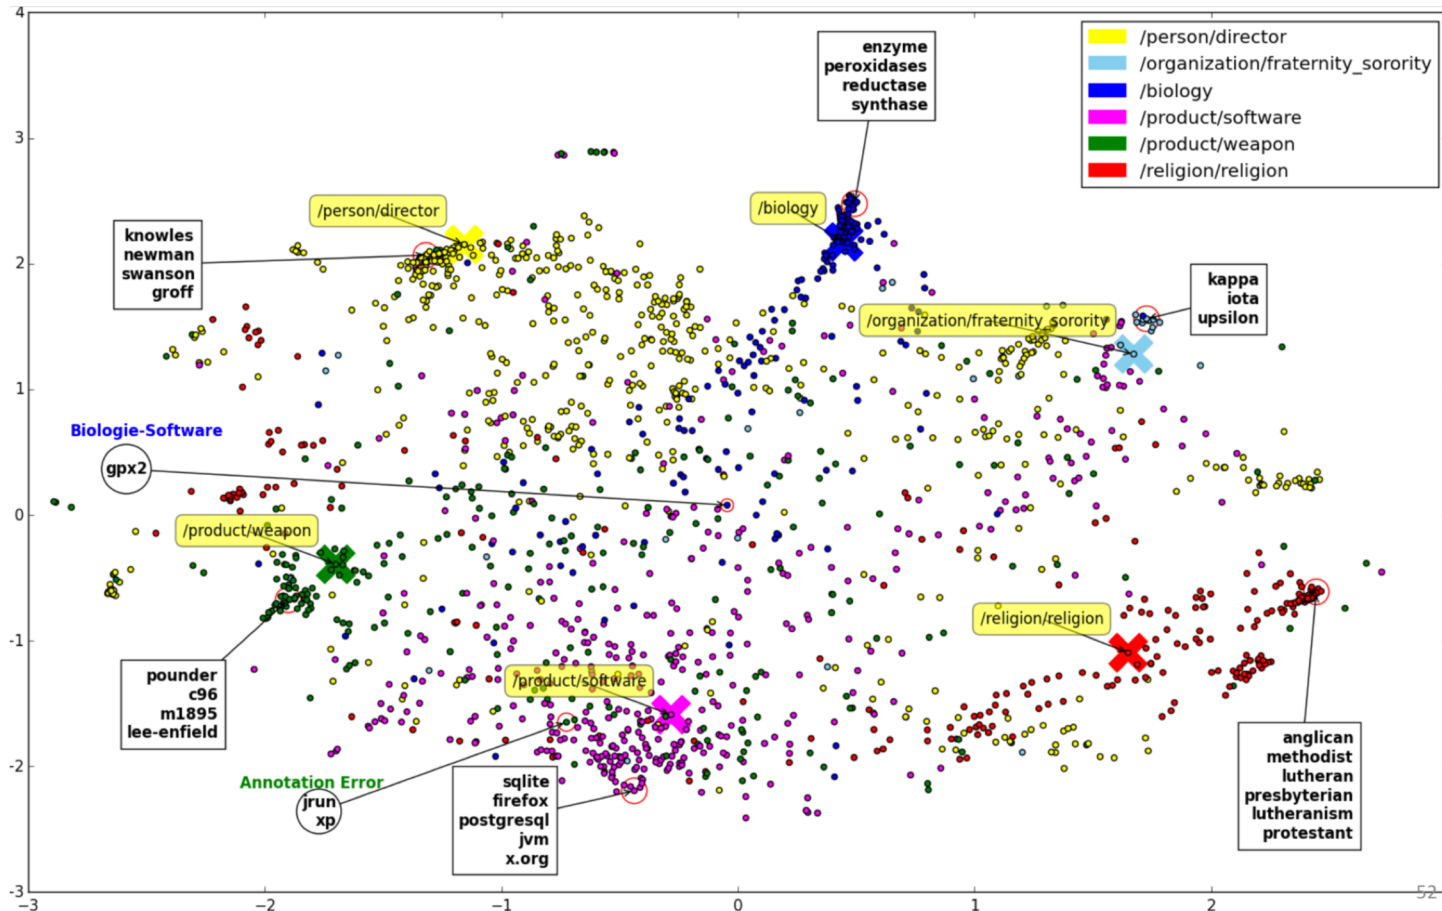 4
3
2
1
0
-1
-2
-3
−3
−2
−1
0
1
2
/person/director
/organization/fraternity_sorority
/biology
/product/software
/product/weapon
/religion/religion
enzyme
peroxidases
reductase
synthase
/person/director
/biology
knowles
newman
swanson
groff
kappa
iota
upsilon
/organization/fraternity_sorority
Biologie-Software
gpx2
/product/weapon
/religion/religion
pounder
c96
m1895
lee-enfield
/product/software
Annotation Error
jrun
xp
sqlite
firefox
postgresql
jvm
x.org
anglican
methodist
lutheran
presbyterian
lutheranism
protestant
52